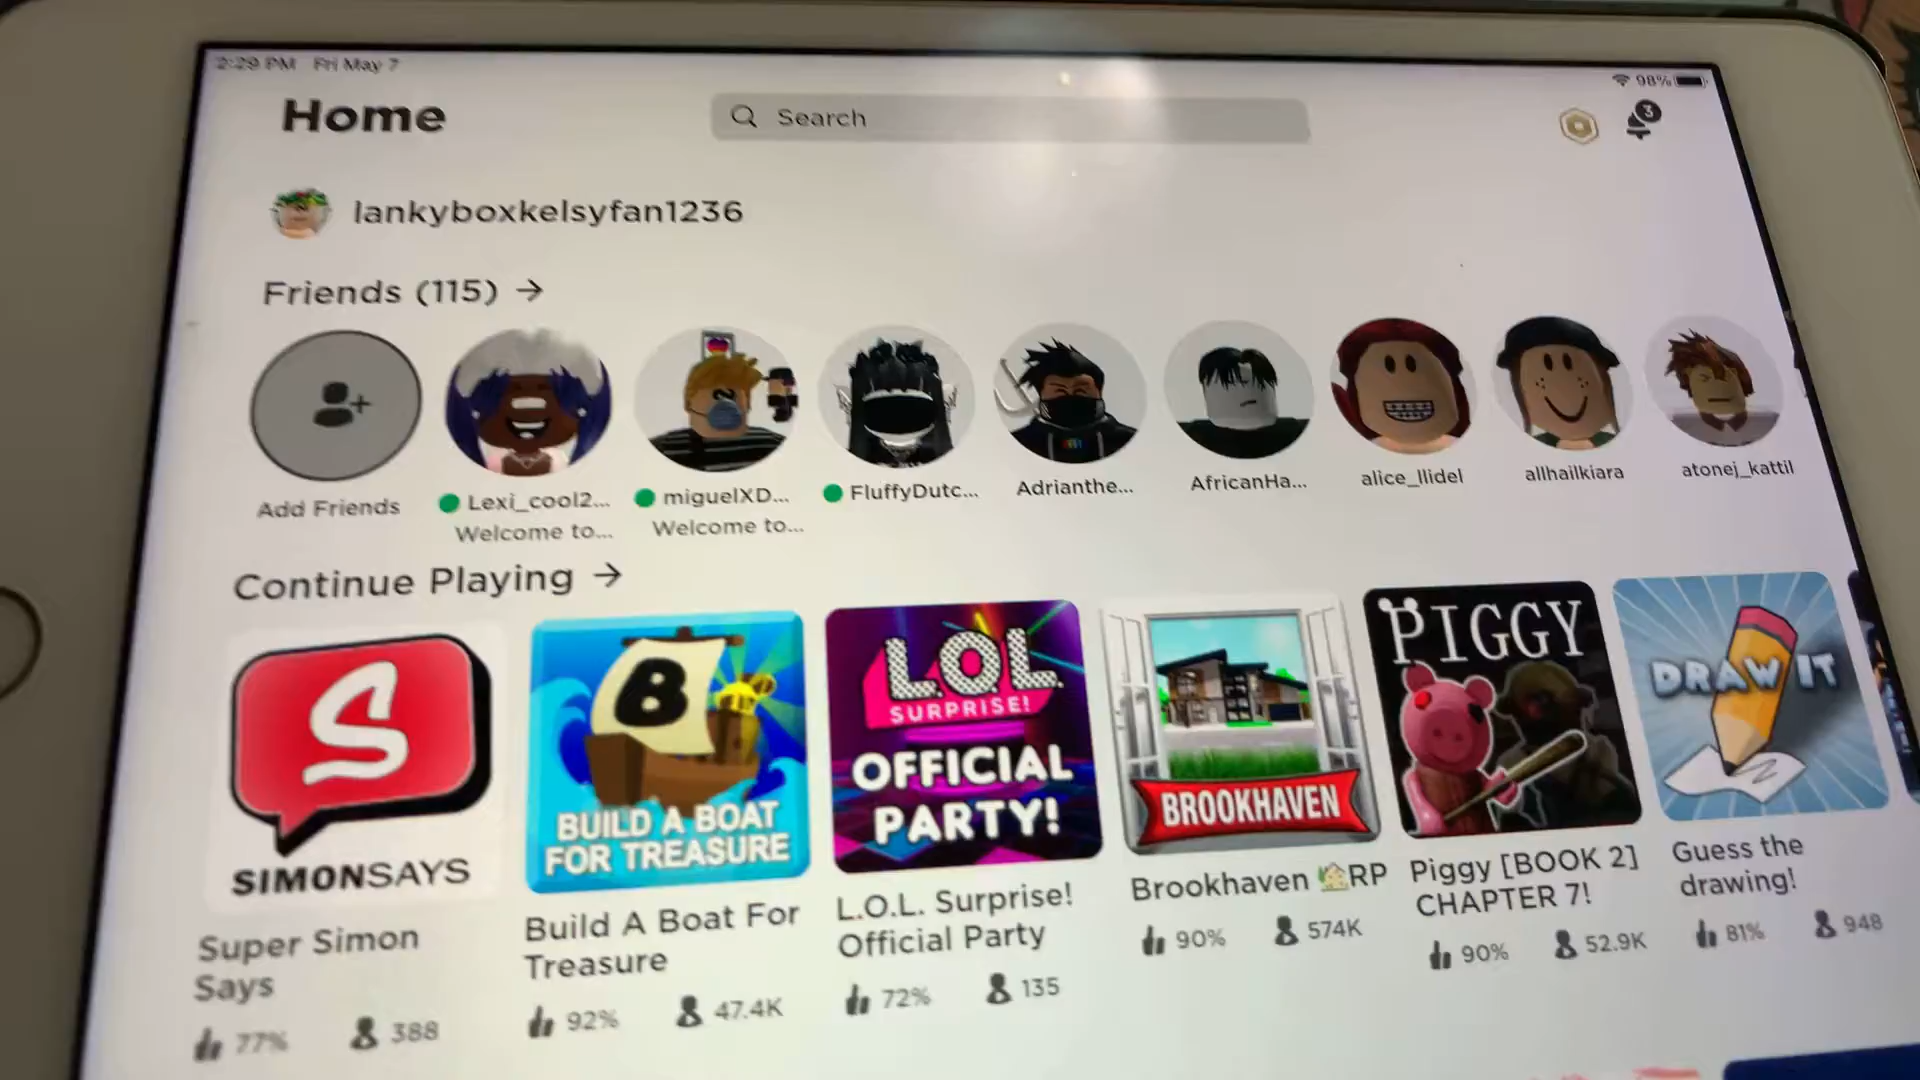 2:29 PM Fri May 7
98%
Home
Search
3
lankyboxkelsyfan1236
Friends (115) →
Add Friends
Lexi_cool2...
Welcome to...
miguelXD...
Welcome to...
FluffyDutc...
Adrianthe...
AfricanHa...
alice_llidel
allhailkiara
atonej_kattil
Continue Playing →
S
SIMONSAYS
Super Simon
Says
77% 388
B
BUILD A BOAT
FOR TREASURE
Build A Boat For
Treasure
92% 47.4K
L.O.L.
SURPRISE!
OFFICIAL
PARTY!
L.O.L. Surprise!
Official Party
72% 135
BROOKHAVEN
Brookhaven 🏡RP
90% 574K
PIGGY
Piggy [BOOK 2]
CHAPTER 7!
90% 52.9K
DRAW IT
Guess the
drawing!
81% 948